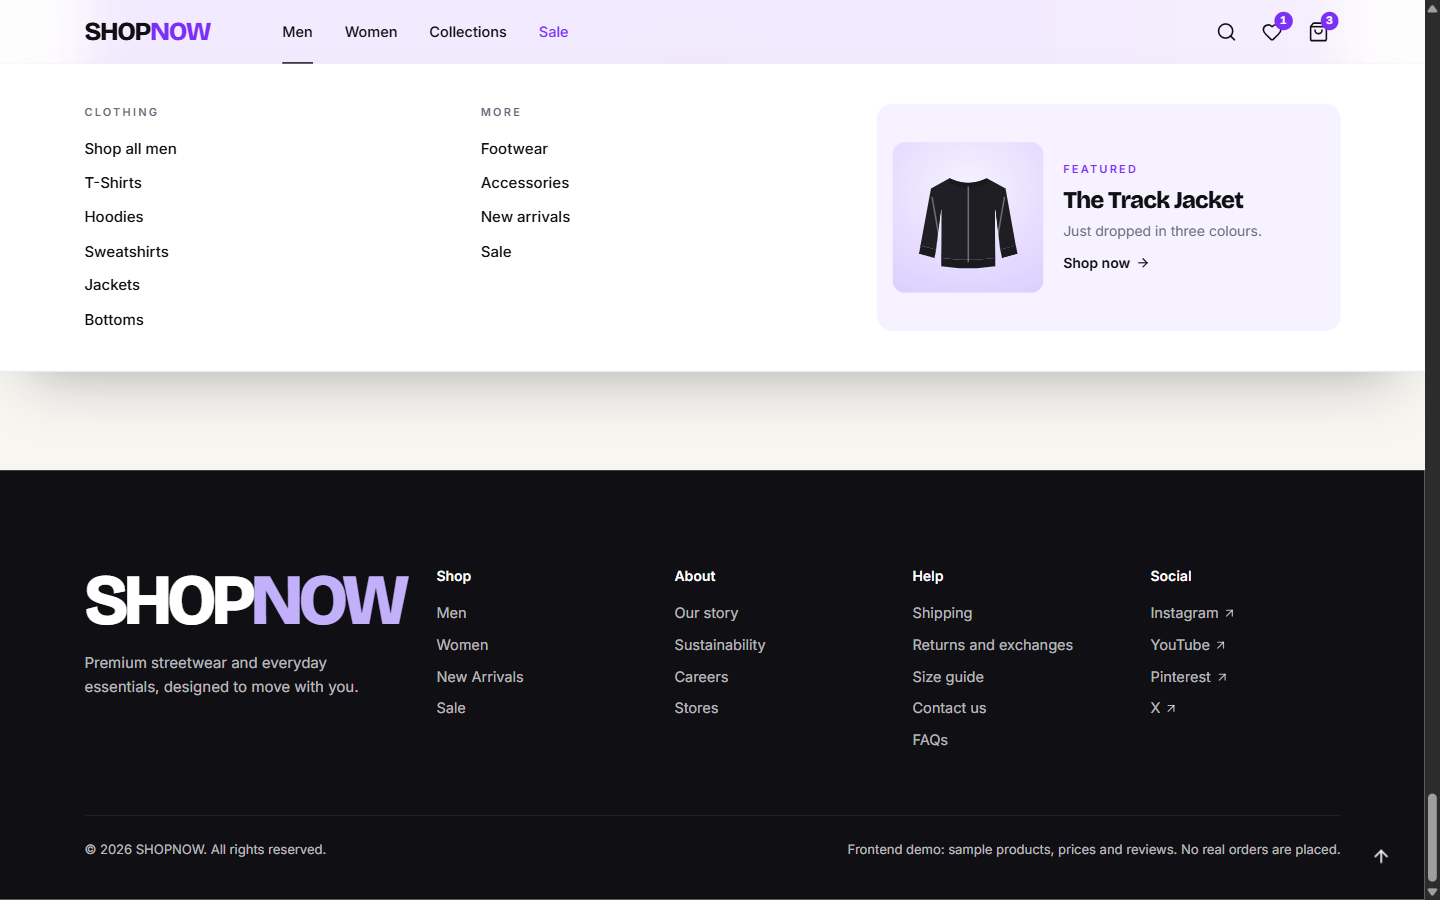 SHOPNOW
Men
Women
Collections
Sale
1
3
CLOTHING
Shop all men
T-Shirts
Hoodies
Sweatshirts
Jackets
Bottoms
MORE
Footwear
Accessories
New arrivals
Sale
FEATURED
The Track Jacket
Just dropped in three colours.
Shop now
SHOPNOW
Premium streetwear and everyday
essentials, designed to move with you.
Shop
Men
Women
New Arrivals
Sale
About
Our story
Sustainability
Careers
Stores
Help
Shipping
Returns and exchanges
Size guide
Contact us
FAQs
Social
Instagram
YouTube
Pinterest
X
© 2026 SHOPNOW. All rights reserved.
Frontend demo: sample products, prices and reviews. No real orders are placed.